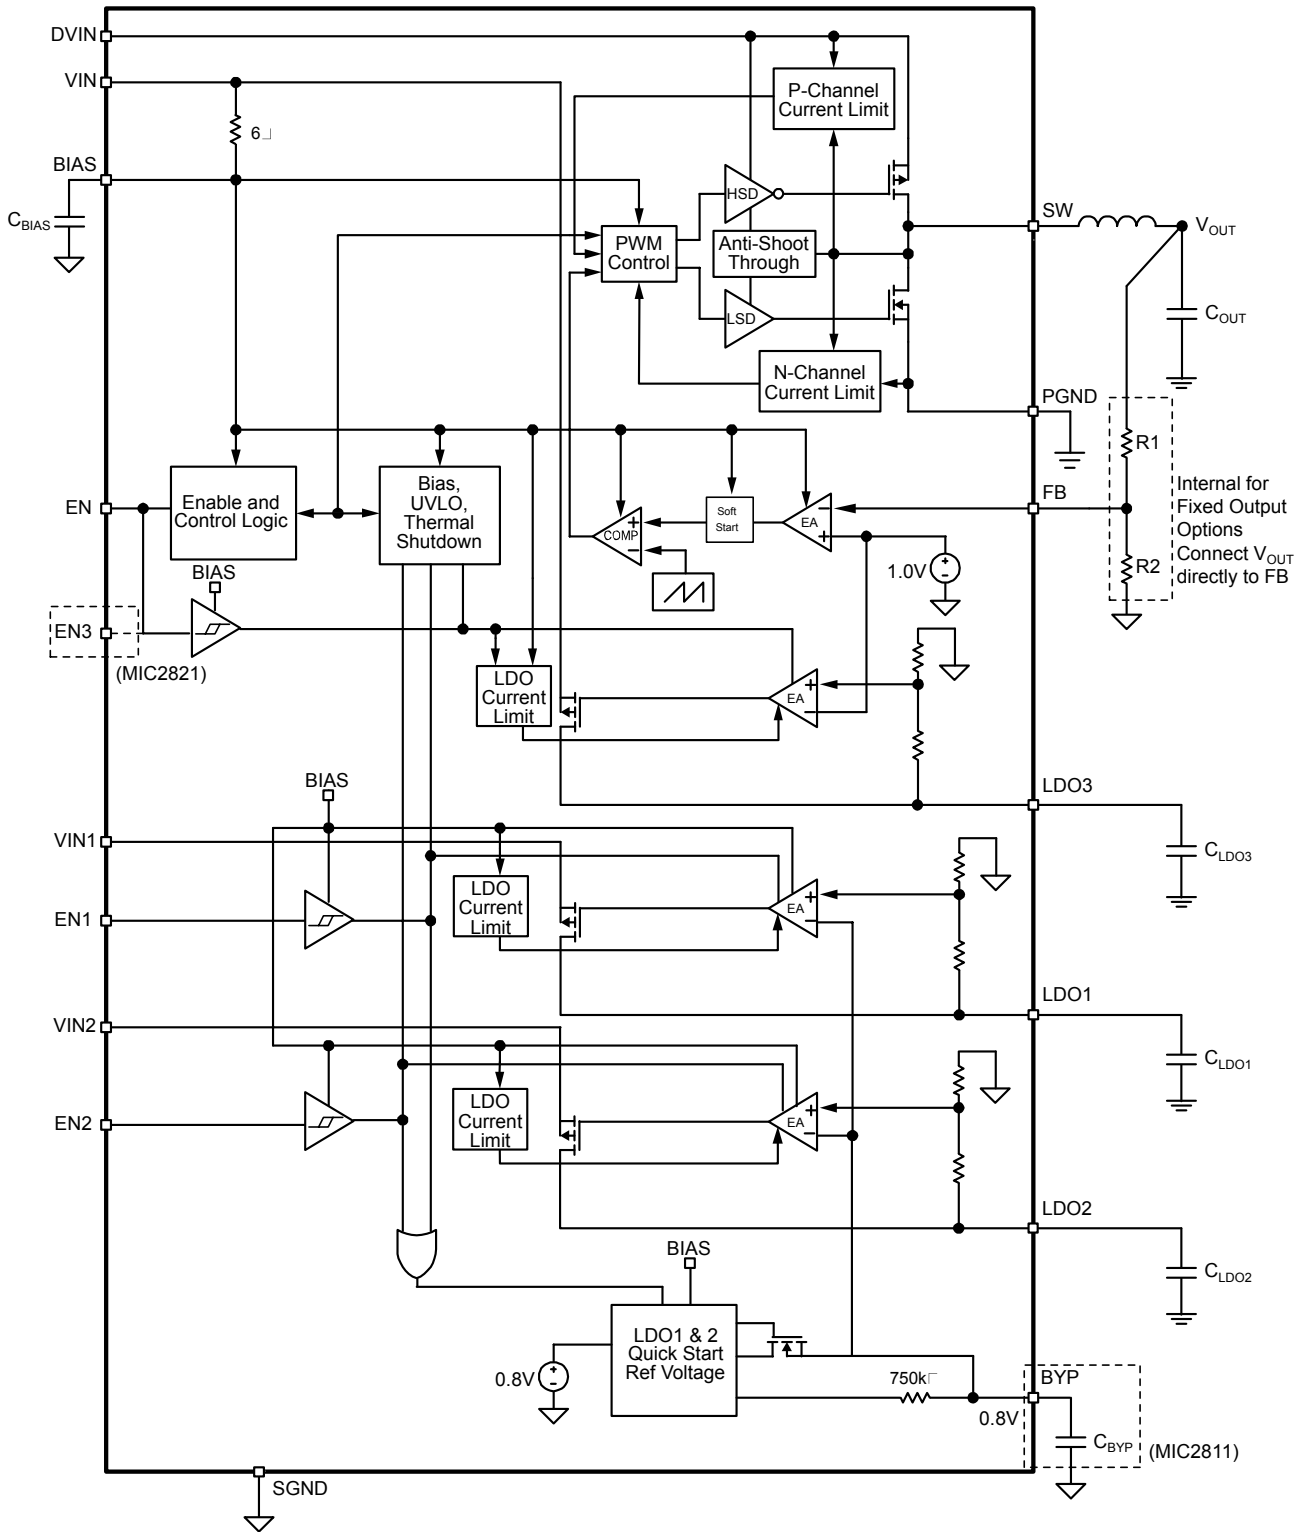 DVIN
VIN
P-Channel
Current Limit
6
BIAS
C_BIAS
HSD
SW
V_OUT
PWM
Control
Anti-Shoot
Through
LSD
C_OUT
N-Channel
Current Limit
PGND
R1
EN
Enable and
Control Logic
Bias,
UVLO,
Thermal
Shutdown
COMP
+
−
Soft
Start
EA
−
+
FB
Internal for
Fixed Output
Options
Connect V_OUT
directly to FB
1.0V
+
−
R2
BIAS
EN3
(MIC2821)
LDO
Current
Limit
EA
+
−
BIAS
LDO3
VIN1
C_LDO3
LDO
Current
Limit
EA
+
−
EN1
LDO1
VIN2
C_LDO1
LDO
Current
Limit
EA
+
−
EN2
LDO2
BIAS
C_LDO2
LDO1 & 2
Quick Start
Ref Voltage
0.8V
+
−
750k
BYP
0.8V
C_BYP
(MIC2811)
SGND